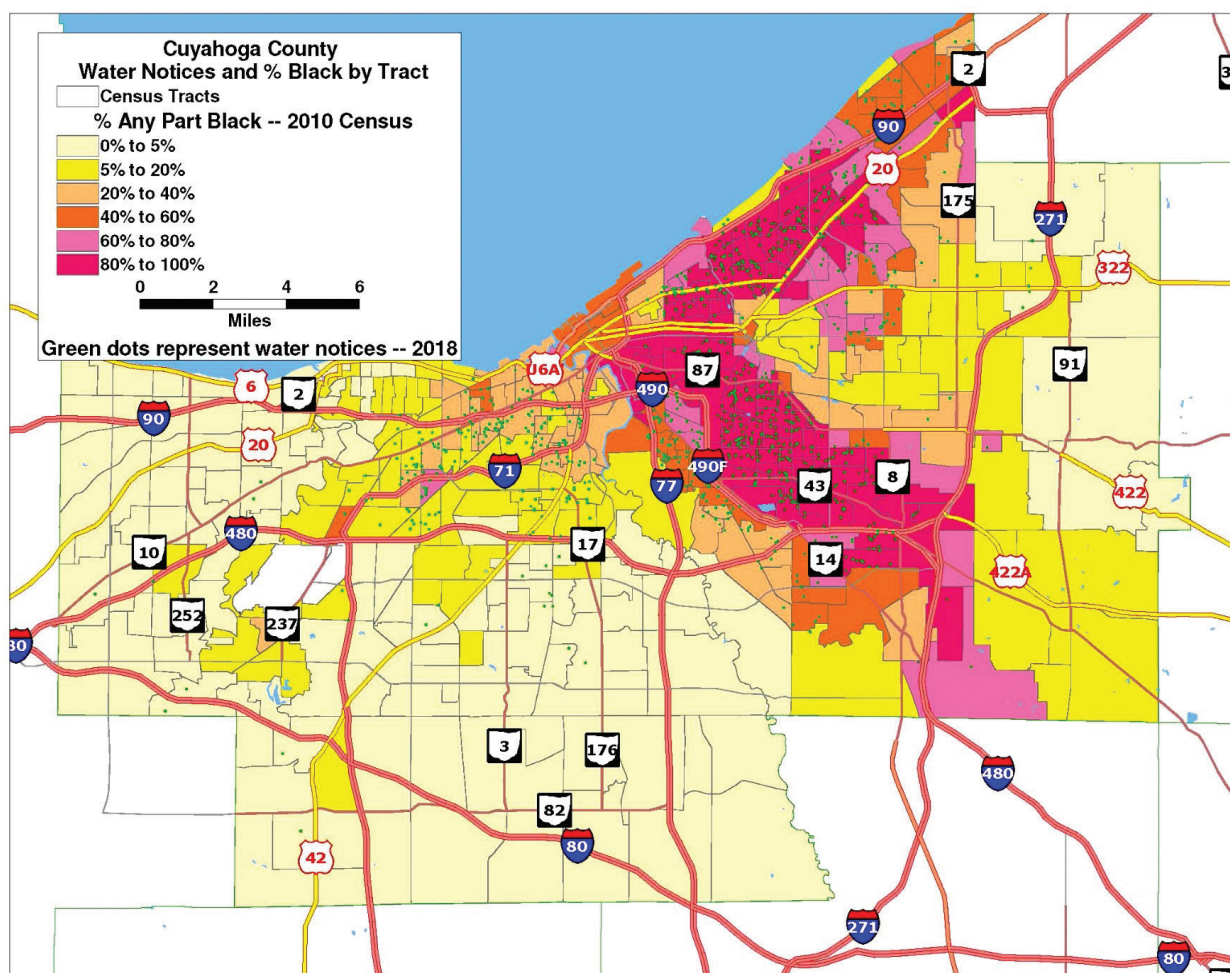 Cuyahoga County
Water Notices and % Black by Tract
Census Tracts
% Any Part Black -- 2010 Census
0% to 5%
5% to 20%
20% to 40%
40% to 60%
60% to 80%
80% to 100%
0 2 4 6
Miles
Green dots represent water notices -- 2018
2
90
20
175
271
322
91
U6A
87
490
6
2
90
20
71
77
490F
43
8
422
480
10
17
14
422A
252
237
80
3
176
82
480
80
42
271
80